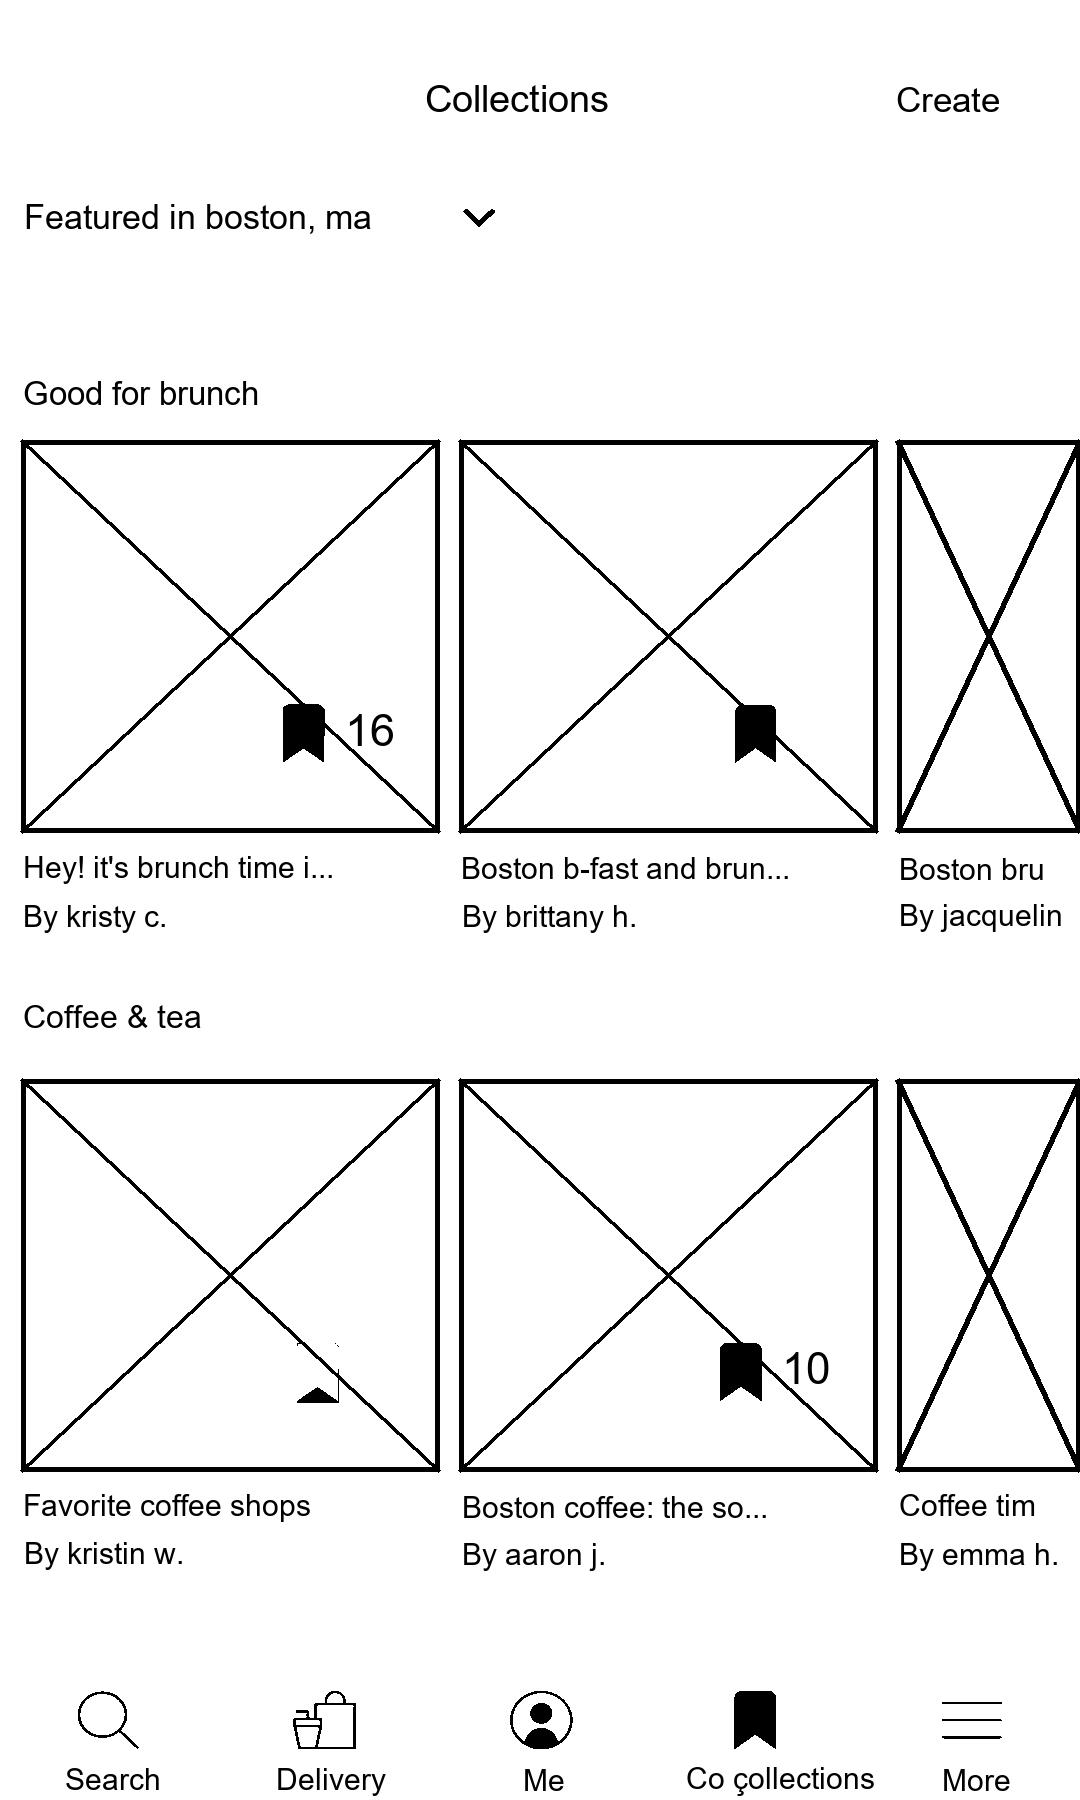 Collections
Create
Featured in boston, ma
Good for brunch
16
Hey! it's brunch time i...
Boston b-fast and brun...
Boston bru
By kristy c.
By brittany h.
By jacquelin
Coffee & tea
10
Favorite coffee shops
Boston coffee: the so...
Coffee tim
By kristin w.
By aaron j.
By emma h.
Search
Delivery
Me
Co çollections
More